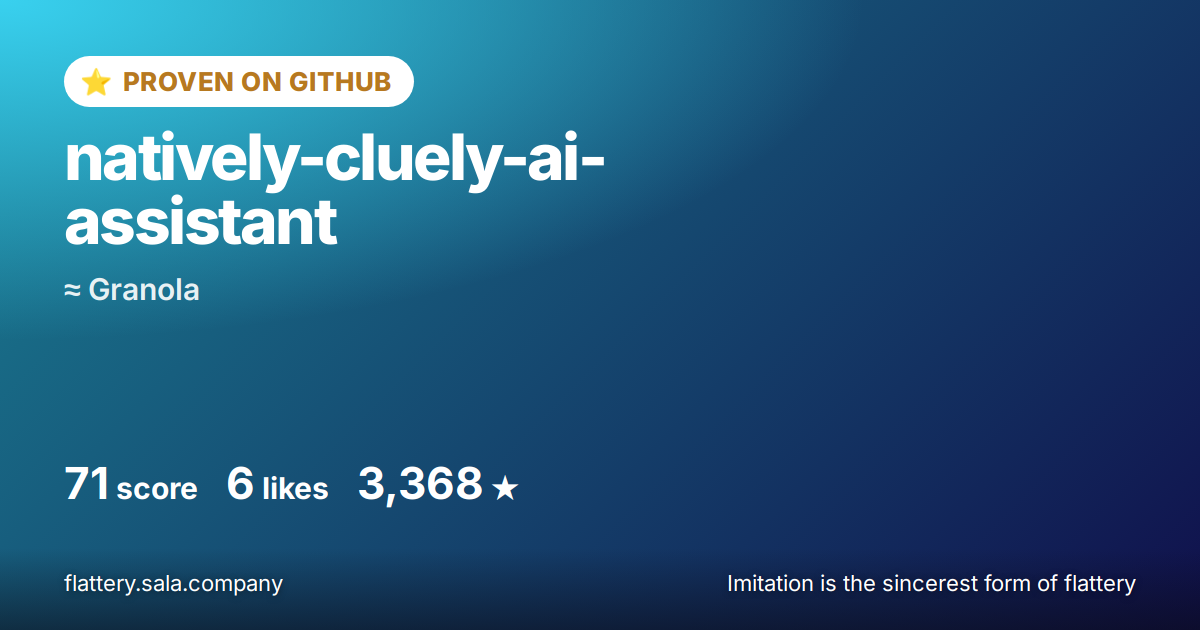 ⭐ PROVEN ON GITHUB
natively-cluely-ai-
assistant
≈ Granola
71 score 6 likes 3,368 ★
flattery.sala.company
Imitation is the sincerest form of flattery